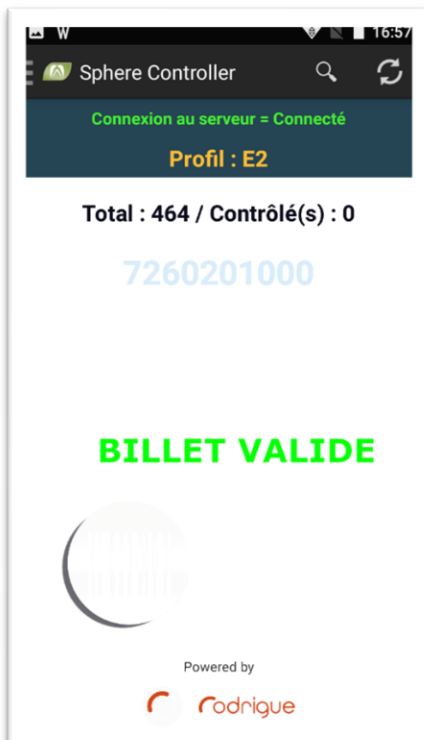 W 16:57
Sphere Controller
Connexion au serveur = Connecté
Profil : E2
Total : 464 / Contrôlé(s) : 0
7260201000
BILLET VALIDE
Powered by
Rodrigue